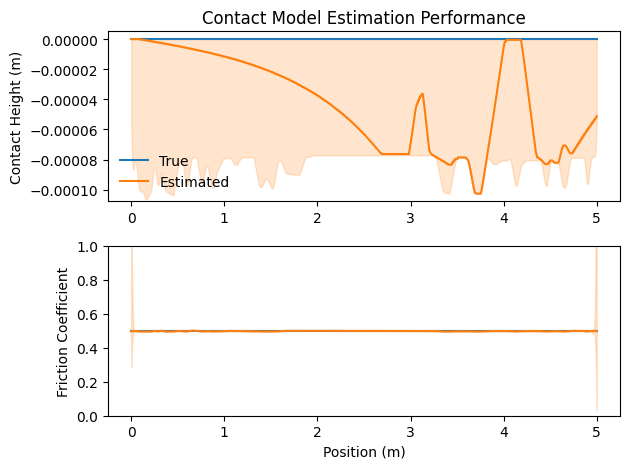 Contact Model Estimation Performance
Contact Height (m)
0.00000
−0.00002
−0.00004
−0.00006
−0.00008
−0.00010
True
Estimated
0 1 2 3 4 5
Friction Coefficient
1.0
0.8
0.6
0.4
0.2
0.0
0 1 2 3 4 5
Position (m)